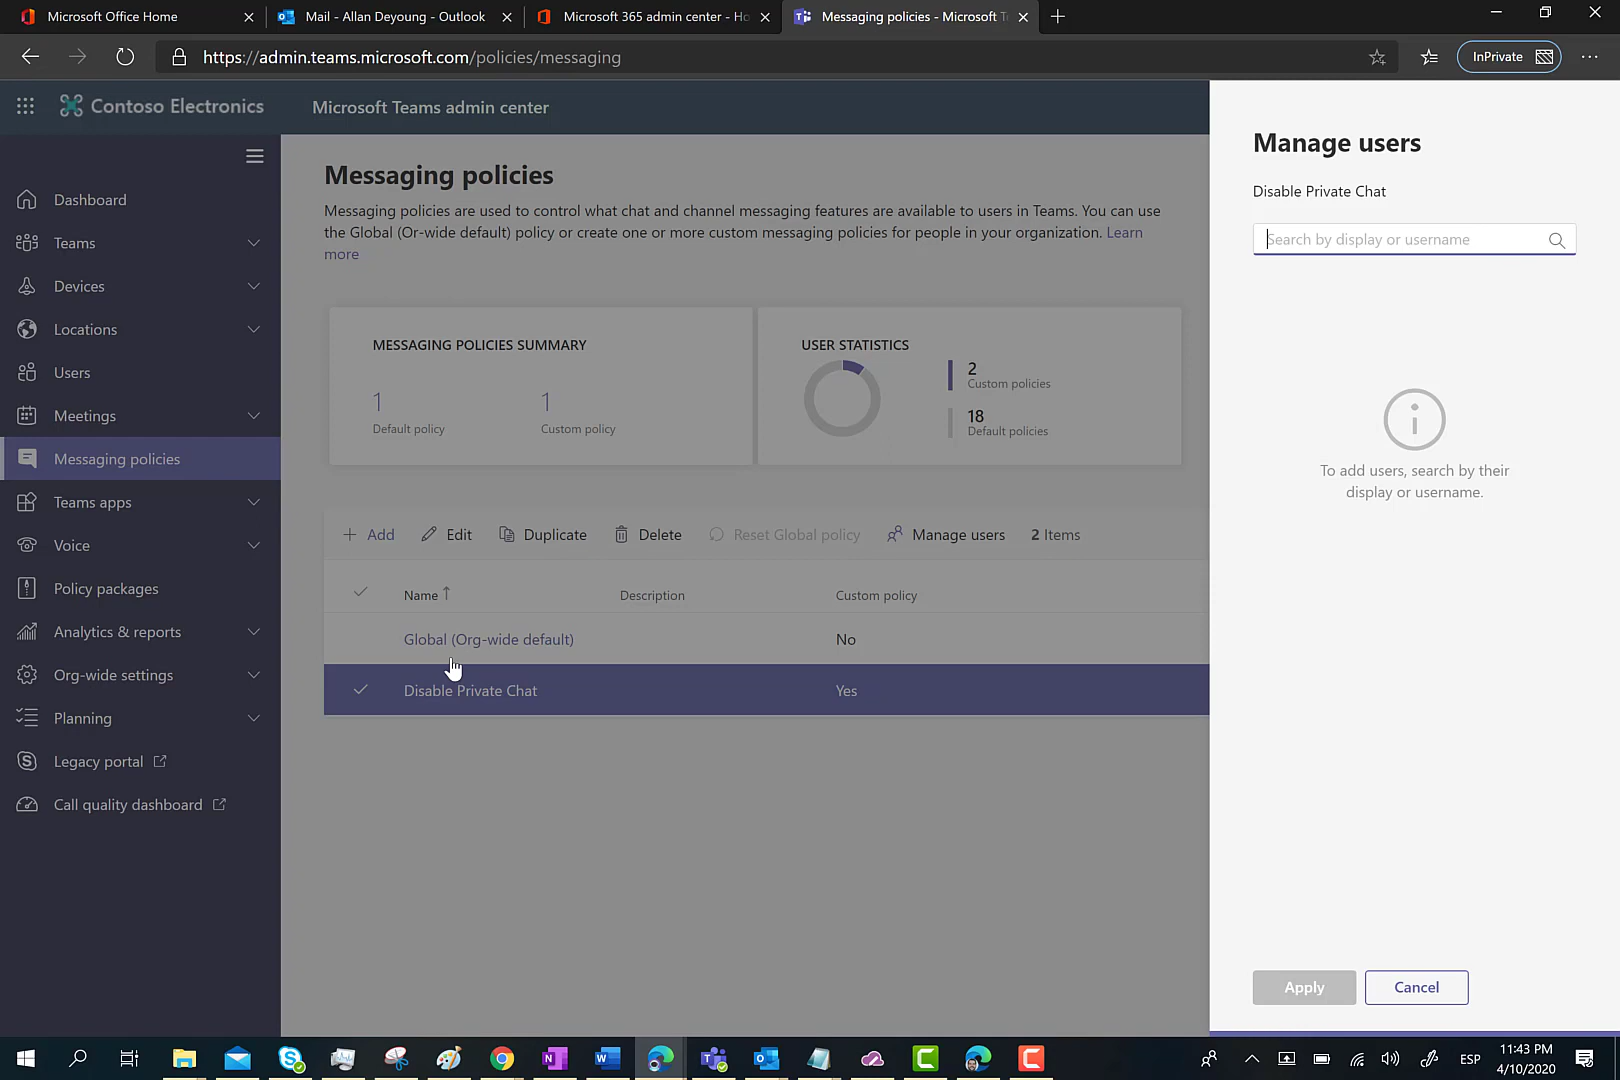 Microsoft Office Home
Mail - Allan Deyoung - Outlook
Microsoft 365 admin center - Ho
Messaging policies - Microsoft T
https://admin.teams.microsoft.com/policies/messaging
InPrivate
Contoso Electronics
Microsoft Teams admin center
Dashboard
Teams
Devices
Locations
Users
Meetings
Messaging policies
Teams apps
Voice
Policy packages
Analytics & reports
Org-wide settings
Planning
Legacy portal
Call quality dashboard
Messaging policies
Messaging policies are used to control what chat and channel messaging features are available to users in Teams. You can use
the Global (Or-wide default) policy or create one or more custom messaging policies for people in your organization. Learn
more
MESSAGING POLICIES SUMMARY
1
Default policy
1
Custom policy
USER STATISTICS
2
Custom policies
18
Default policies
Add
Edit
Duplicate
Delete
Reset Global policy
Manage users
2 Items
Name
Description
Custom policy
Global (Org-wide default)
No
Disable Private Chat
Yes
Manage users
Disable Private Chat
Search by display or username
To add users, search by their
display or username.
Apply
Cancel
ESP
11:43 PM
4/10/2020